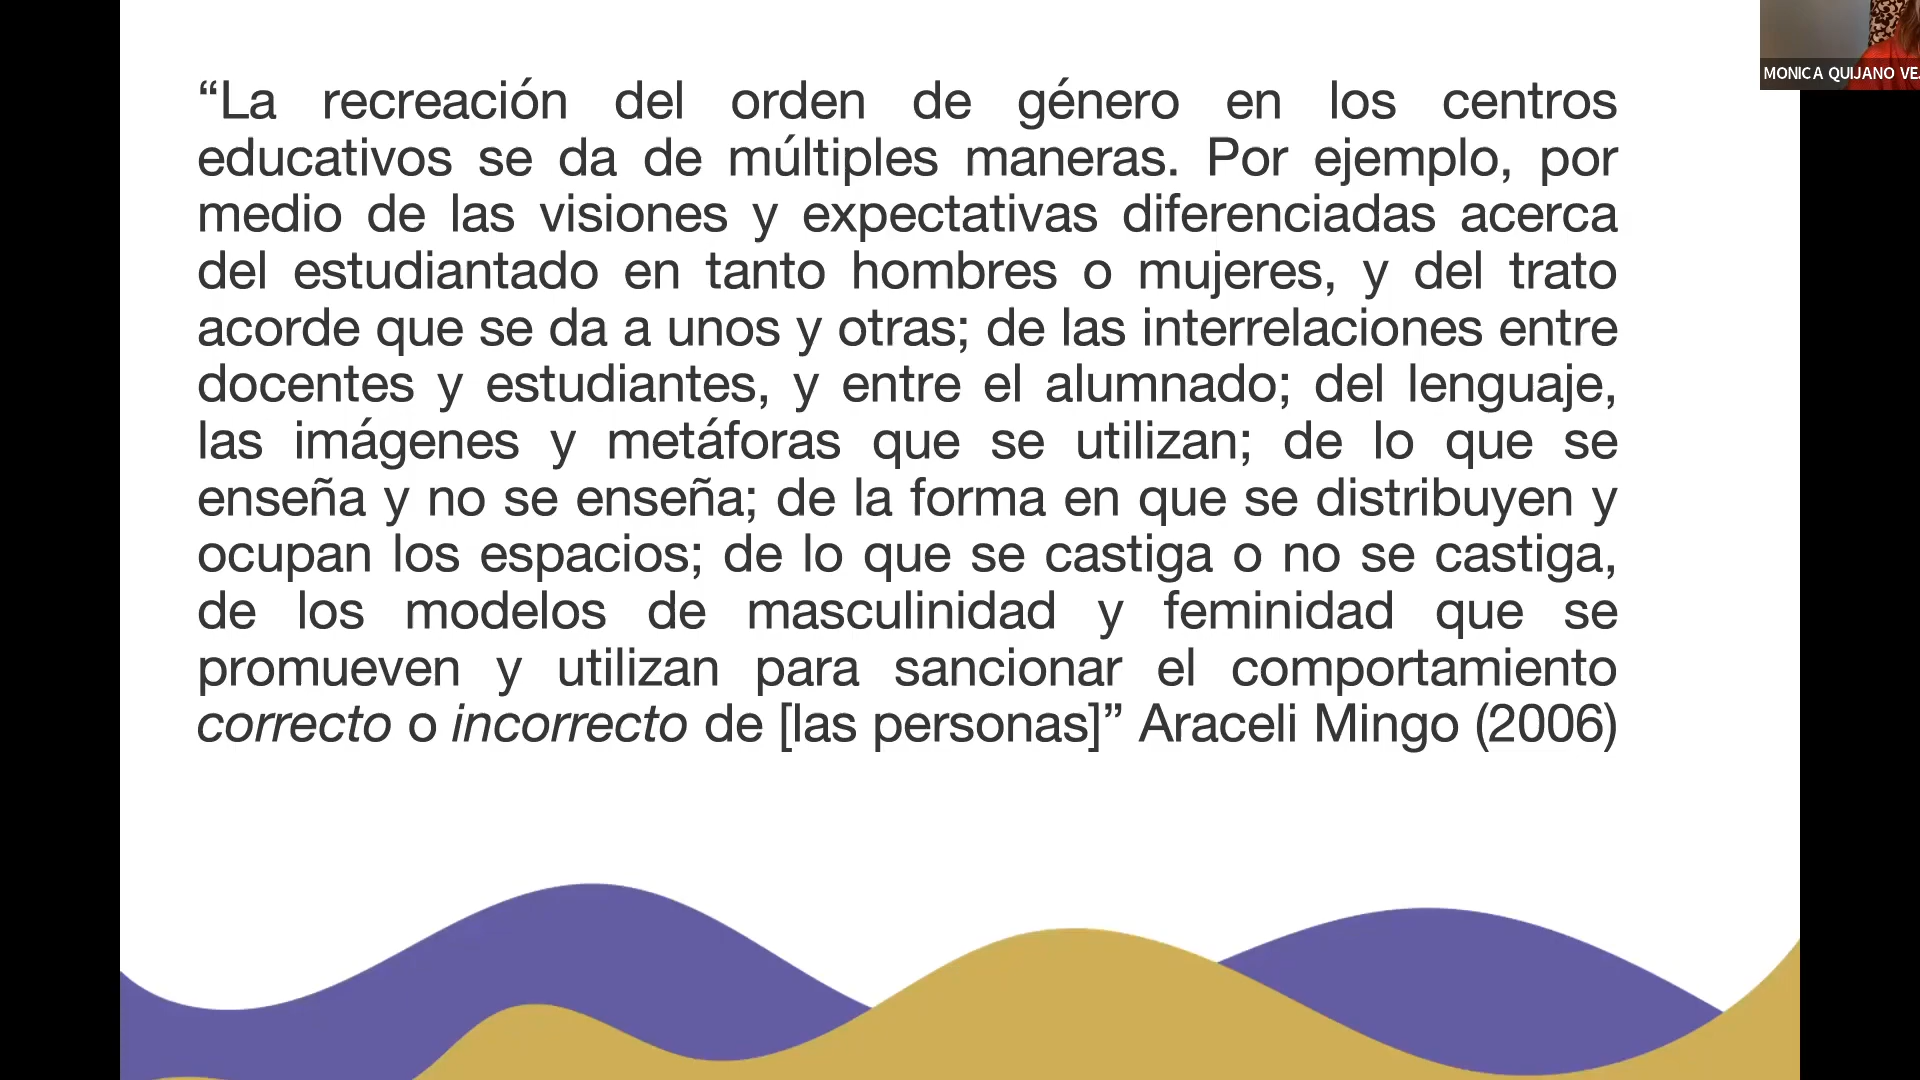 “La recreación del orden de género en los centros
educativos se da de múltiples maneras. Por ejemplo, por
medio de las visiones y expectativas diferenciadas acerca
del estudiantado en tanto hombres o mujeres, y del trato
acorde que se da a unos y otras; de las interrelaciones entre
docentes y estudiantes, y entre el alumnado; del lenguaje,
las imágenes y metáforas que se utilizan; de lo que se
enseña y no se enseña; de la forma en que se distribuyen y
ocupan los espacios; de lo que se castiga o no se castiga,
de los modelos de masculinidad y feminidad que se
promueven y utilizan para sancionar el comportamiento
correcto o incorrecto de [las personas]” Araceli Mingo (2006)
MONICA QUIJANO